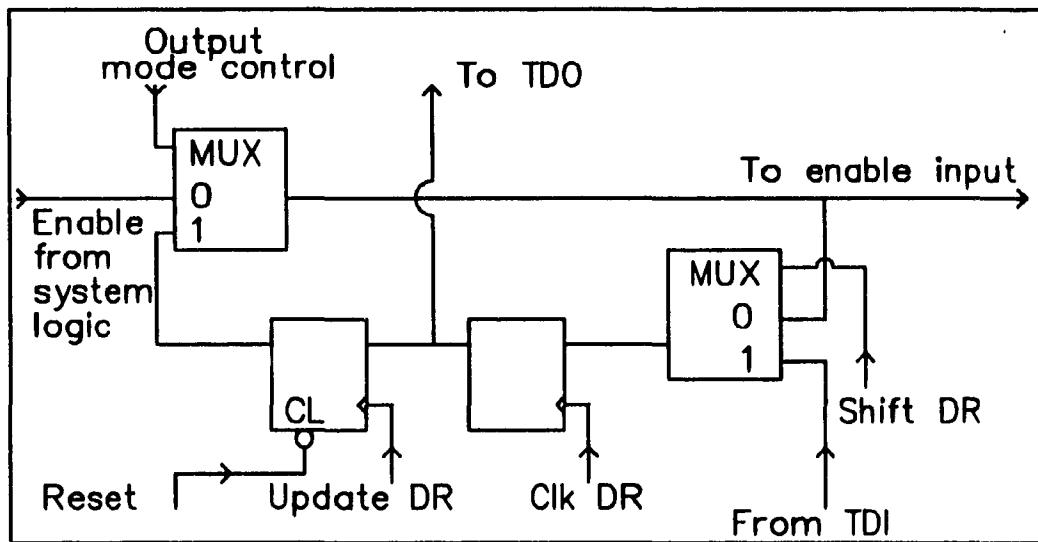 Output
mode control
To TDO
MUX
0
1
To enable input
Enable
from
system
logic
MUX
0
1
CL
Shift DR
Reset
Update DR
Clk DR
From TDI